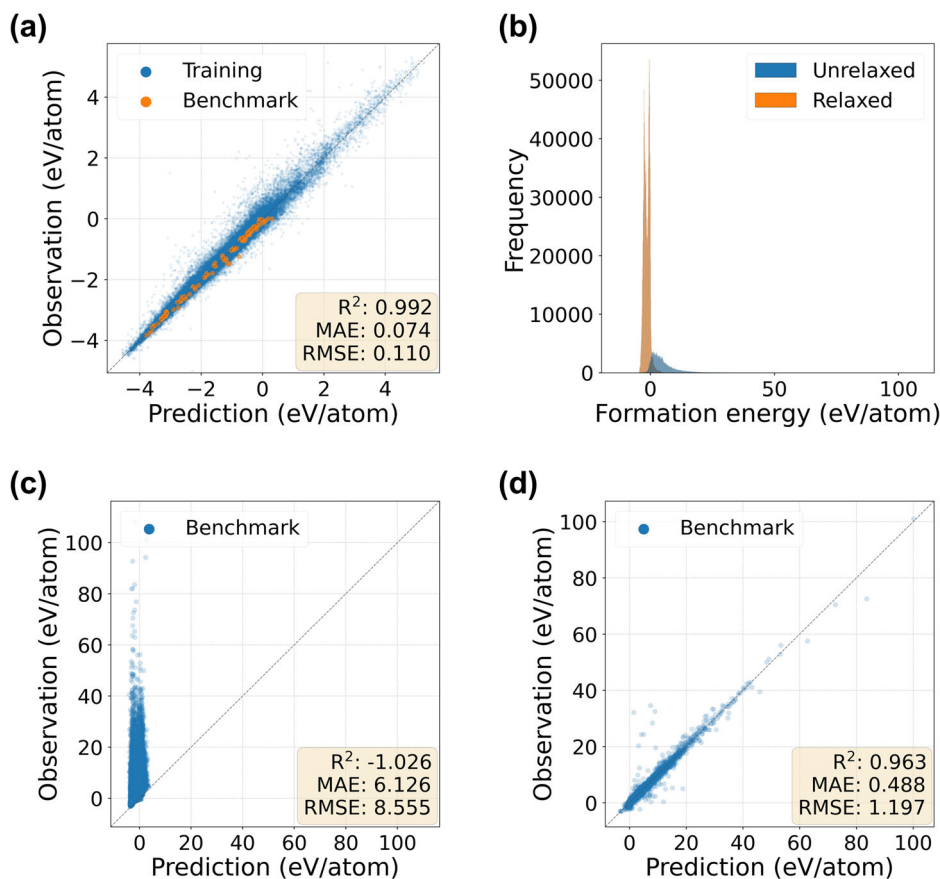 (a)
Training
Benchmark
Observation (eV/atom)
4
2
0
−2
−4
R²: 0.992
MAE: 0.074
RMSE: 0.110
−4 −2 0 2 4
Prediction (eV/atom)
(b)
Unrelaxed
Relaxed
Frequency
50000
40000
30000
20000
10000
0
0 50 100
Formation energy (eV/atom)
(c)
Benchmark
Observation (eV/atom)
100
80
60
40
20
0
R²: -1.026
MAE: 6.126
RMSE: 8.555
0 20 40 60 80 100
Prediction (eV/atom)
(d)
Benchmark
Observation (eV/atom)
100
80
60
40
20
0
R²: 0.963
MAE: 0.488
RMSE: 1.197
0 20 40 60 80 100
Prediction (eV/atom)